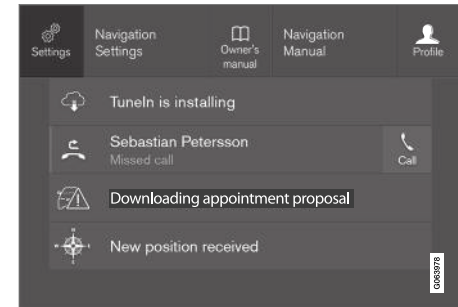 Settings
Navigation
Settings
Owner's
manual
Navigation
Manual
Profile
TuneIn is installing
Sebastian Petersson
Missed call
Call
Downloading appointment proposal
New position received
G063978